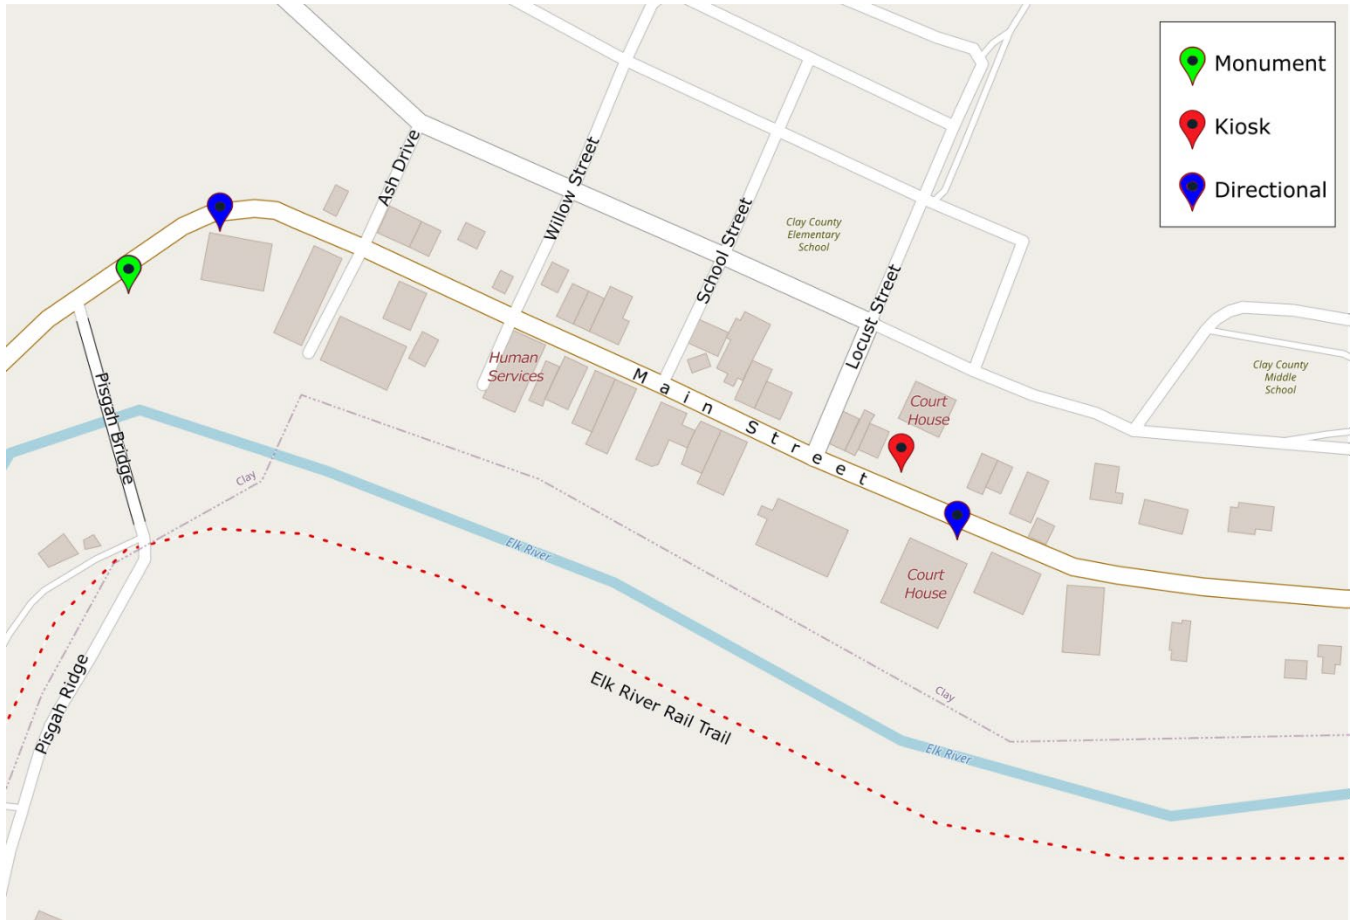 Monument
Kiosk
Directional
Ash Drive
Willow Street
School Street
Locust Street
Clay County
Elementary
School
Clay County
Middle
School
Human
Services
Main Street
Court
House
Pisgah Bridge
Clay
Elk River
Court
House
Pisgah Ridge
Elk River Rail Trail
Clay
Elk River